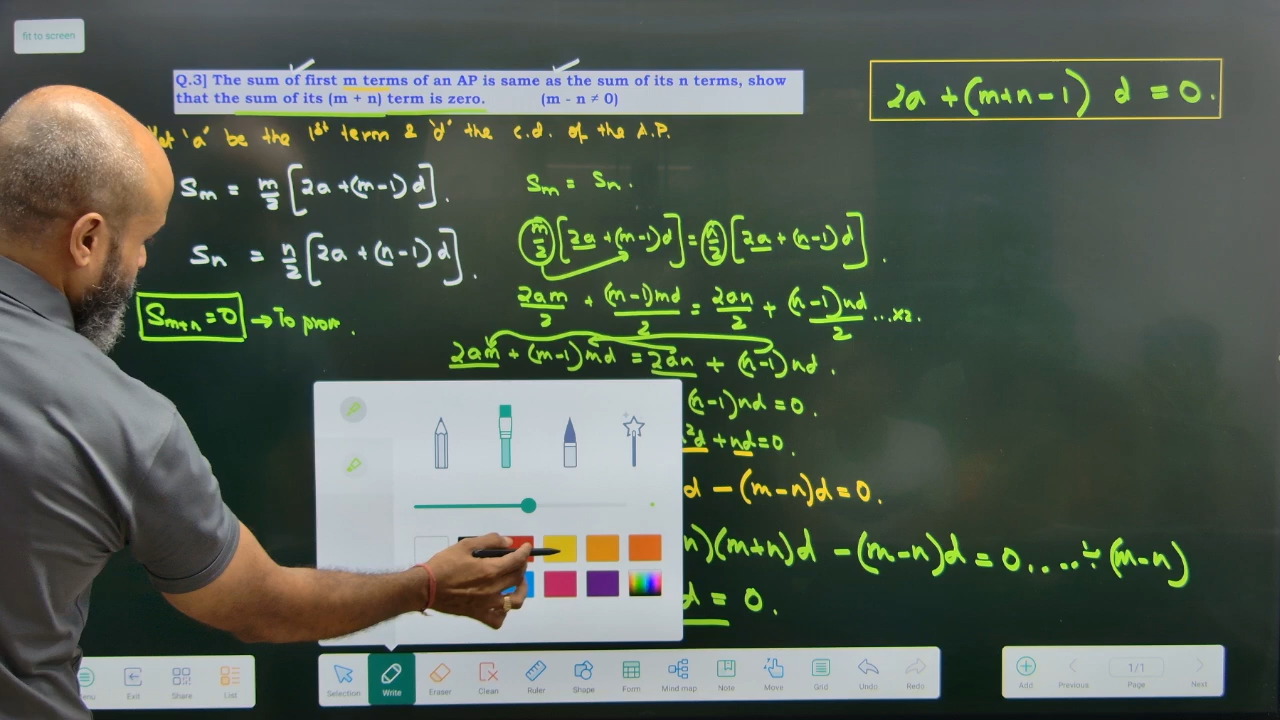 fit to screen
Q.3] The sum of first m terms of an AP is same as the sum of its n terms, show
that the sum of its (m + n) term is zero. (m - n ≠ 0)
2a + (m+n-1) d = 0.
let 'a' be the 1st term & 'd' the c.d. of the A.P.
Sm = m/2 [2a + (m-1)d].
Sm = Sn.
Sn = n/2 [2a + (n-1)d].
m/2 [2a + (m-1)d] = n/2 [2a + (n-1)d].
Sm+n = 0 → To prove.
2am/2 + (m-1)md/2 = 2an/2 + (n-1)nd/2 ...×2.
2am + (m-1)md = 2an + (n-1)nd.
(n-1)nd = 0.
²d + nd = 0.
d - (m-n)d = 0.
n)(m+n)d - (m-n)d = 0.....÷(m-n)
d = 0.
enu Exit Share List
Selection Write Eraser Clean Ruler Shape Form Mind map Note Move Grid Undo Redo
Add Previous 1/1 Page Next